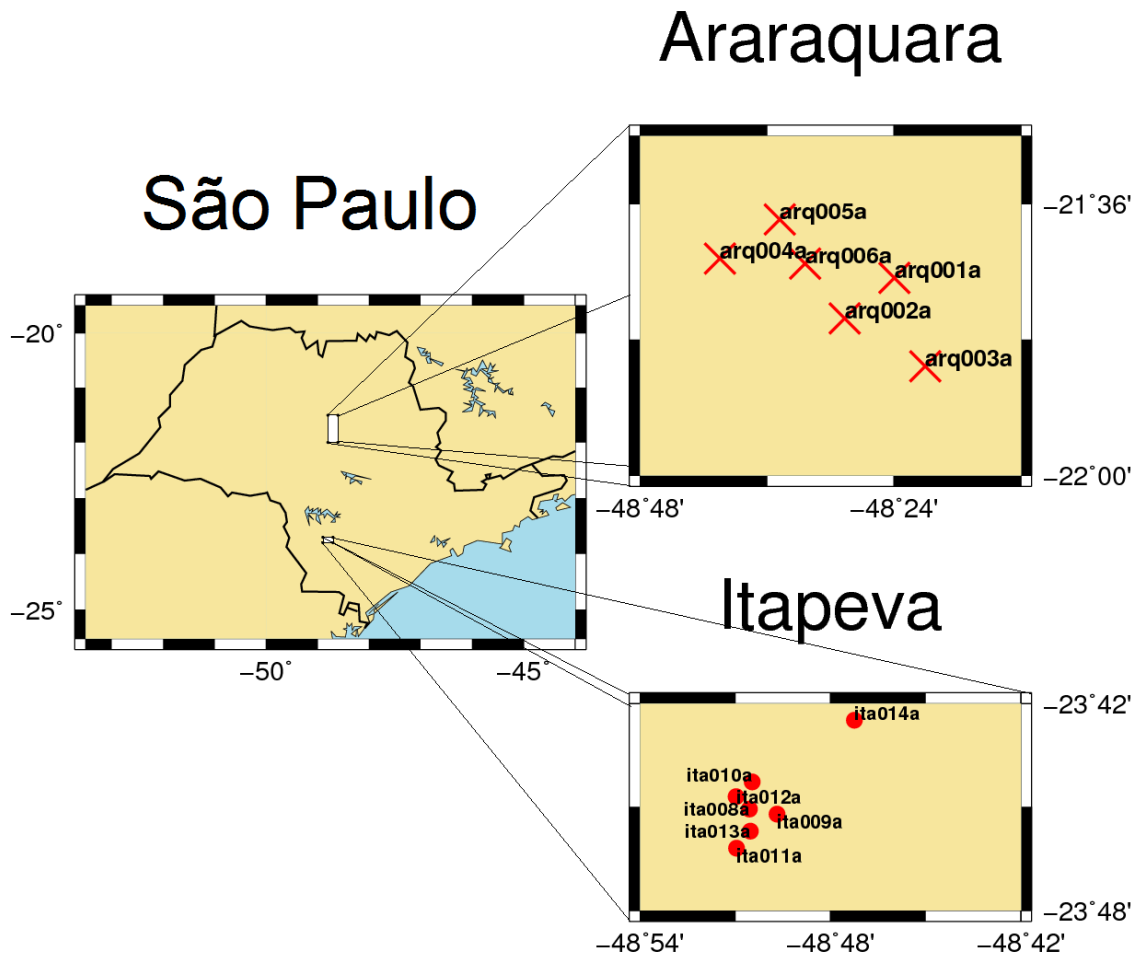 Araraquara
São Paulo
arq005a
arq004a
arq006a
arq001a
arq002a
arq003a
−21˚36'
−22˚00'
−48˚48'
−48˚24'
−20˚
−25˚
−50˚
−45˚
Itapeva
ita014a
ita010a
ita012a
ita008a
ita009a
ita013a
ita011a
−23˚42'
−23˚48'
−48˚54'
−48˚48'
−48˚42'